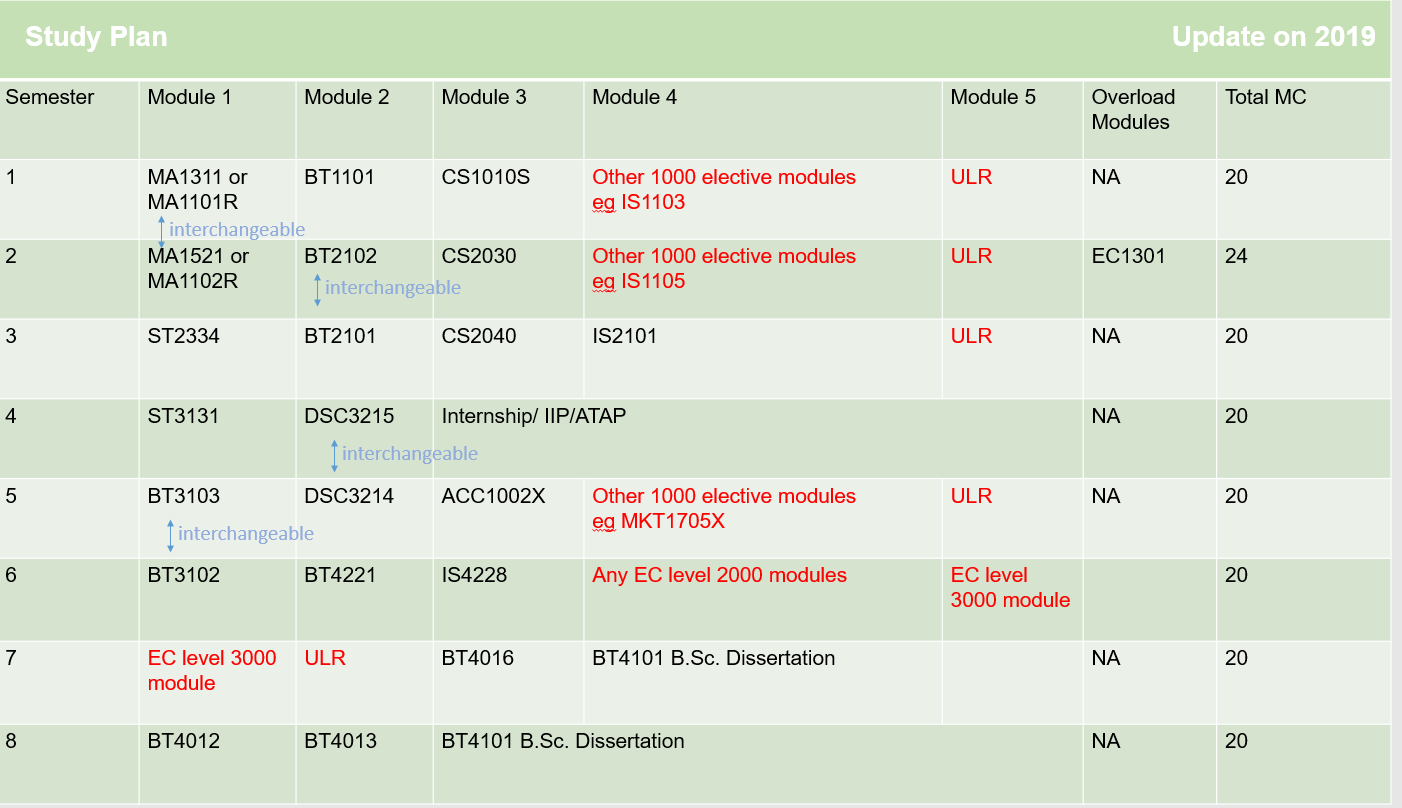 Study Plan
Update on 2019
Semester Module 1 Module 2 Module 3 Module 4 Module 5 Overload Modules Total MC
1
MA1311 or
MA1101R
BT1101
CS1010S
Other 1000 elective modules
eg IS1103
ULR
NA
20
interchangeable
2
MA1521 or
MA1102R
BT2102
CS2030
Other 1000 elective modules
eg IS1105
ULR
EC1301
24
interchangeable
3
ST2334
BT2101
CS2040
IS2101
ULR
NA
20
4
ST3131
DSC3215
Internship/ IIP/ATAP
NA
20
interchangeable
5
BT3103
DSC3214
ACC1002X
Other 1000 elective modules
eg MKT1705X
ULR
NA
20
interchangeable
6
BT3102
BT4221
IS4228
Any EC level 2000 modules
EC level
3000 module
20
7
EC level 3000
module
ULR
BT4016
BT4101 B.Sc. Dissertation
NA
20
8
BT4012
BT4013
BT4101 B.Sc. Dissertation
NA
20